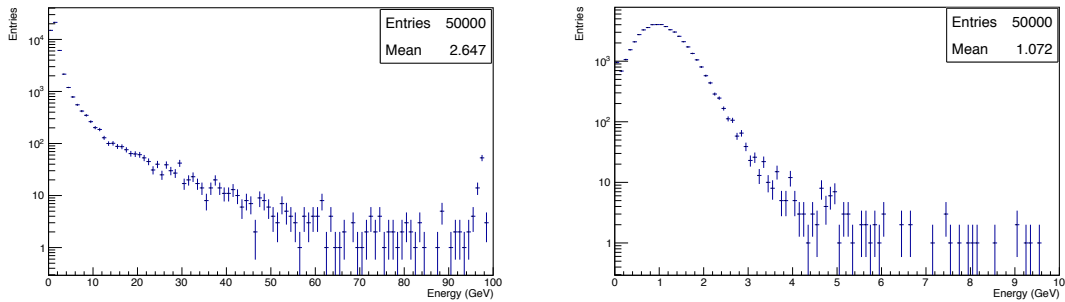 Entries
Entries 50000
Mean 2.647
10⁴
10³
10²
10
1
0 10 20 30 40 50 60 70 80 90 100
Energy (GeV)
Entries
Entries 50000
Mean 1.072
10³
10²
10
1
0 1 2 3 4 5 6 7 8 9 10
Energy (GeV)